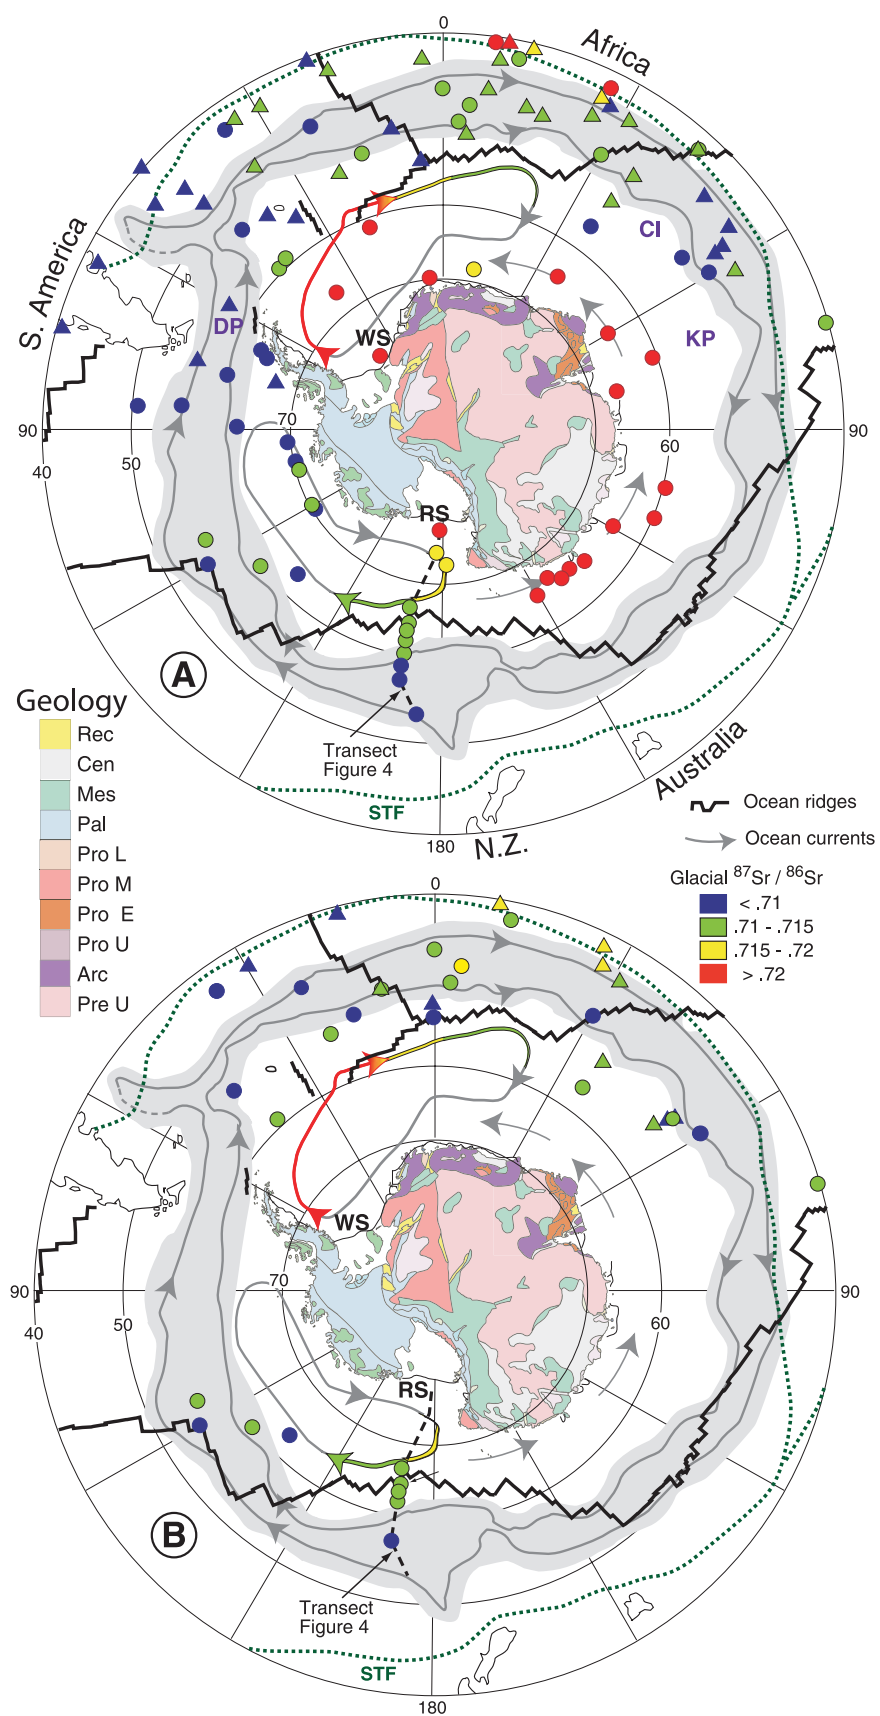 0
Africa
S. America
CI
DP
KP
WS
70
90
60
90
40
50
RS
A
Geology
Rec
Cen
Mes
Pal
Pro L
Pro M
Pro E
Pro U
Arc
Pre U
Transect
Figure 4
STF
Australia
180
N.Z.
Ocean ridges
Ocean currents
Glacial 87Sr / 86Sr
< .71
.71 - .715
.715 - .72
> .72
0
WS
70
90
60
90
40
50
RS
B
Transect
Figure 4
STF
180